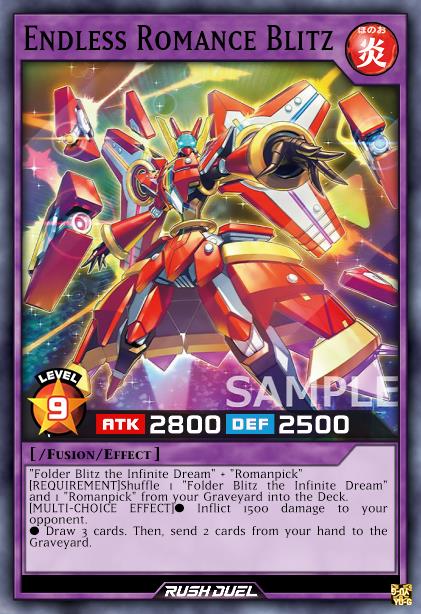 ENDLESS ROMANCE BLITZ
ほのお
炎
SAMPLE
LEVEL
9
ATK 2800 DEF 2500
[/FUSION/EFFECT]
"Folder Blitz the Infinite Dream" + "Romanpick"
[REQUIREMENT]Shuffle 1 "Folder Blitz the Infinite Dream"
and 1 "Romanpick" from your Graveyard into the Deck.
[MULTI-CHOICE EFFECT]● Inflict 1500 damage to your
opponent.
● Draw 3 cards. Then, send 2 cards from your hand to the
Graveyard.
RUSH DUEL